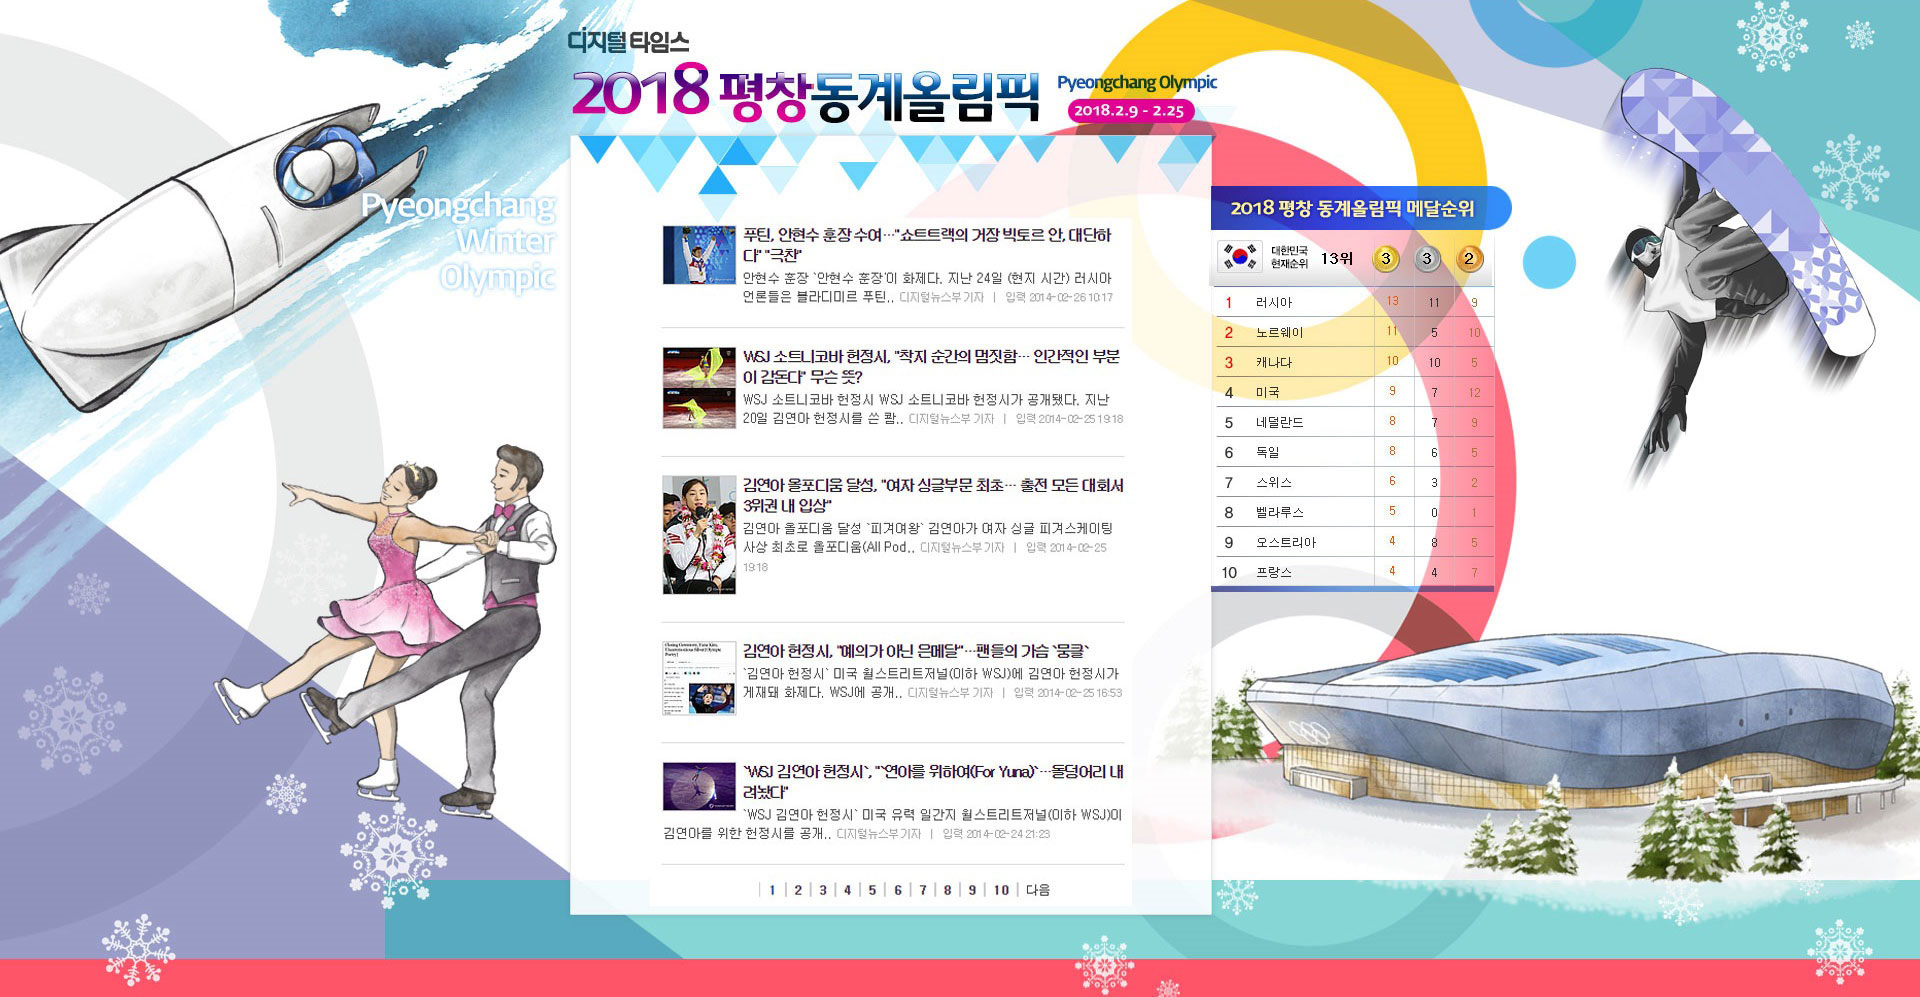 디지털타임스
2018 평창동계올림픽
Pyeongchang Olympic
2018.2.9 - 2.25
Pyeongchang
Winter
Olympic
푸틴, 안현수 훈장 수여…"쇼트트랙의 거장 빅토르 안, 대단하
다" "극찬"
안현수 훈장 `안현수 훈장'이 화제다. 지난 24일 (현지 시간) 러시아
언론들은 블라디미르 푸틴.. 디지털뉴스부 기자 | 입력 2014-02-26 10:17
WSJ 소트니코바 헌정시, "착지 순간의 멈칫함… 인간적인 부분
이 감돈다" 무슨 뜻?
WSJ 소트니코바 헌정시 WSJ 소트니코바 헌정시가 공개됐다. 지난
20일 김연아 헌정시를 쓴 콸.. 디지털뉴스부 기자 | 입력 2014-02-25 19:18
김연아 올포디움 달성, "여자 싱글부문 최초… 출전 모든 대회서
3위권 내 입상"
김연아 올포디움 달성 `피겨여왕` 김연아가 여자 싱글 피겨스케이팅
사상 최초로 올포디움(All Pod.. 디지털뉴스부 기자 | 입력 2014-02-25
19:18
김연아 헌정시, "예의가 아닌 은메달"…팬들의 가슴 `뭉클`
`김연아 헌정시` 미국 월스트리트저널(이하 WSJ)에 김연아 헌정시가
게재돼 화제다. WSJ에 공개.. 디지털뉴스부 기자 | 입력 2014-02-25 16:53
`WSJ 김연아 헌정시`, "`연아를 위하여(For Yuna)`…돌덩어리 내
려놨다"
`WSJ 김연아 헌정시` 미국 유력 일간지 월스트리트저널(이하 WSJ)이
김연아를 위한 헌정시를 공개.. 디지털뉴스부 기자 | 입력 2014-02-24 21:23
| 1 | 2 | 3 | 4 | 5 | 6 | 7 | 8 | 9 | 10 | 다음
2018 평창 동계올림픽 메달순위
대한민국
현재순위 13위 3 3 2
1 러시아 13 11 9
2 노르웨이 11 5 10
3 캐나다 10 10 5
4 미국 9 7 12
5 네덜란드 8 7 9
6 독일 8 6 5
7 스위스 6 3 2
8 벨라루스 5 0 1
9 오스트리아 4 8 5
10 프랑스 4 4 7